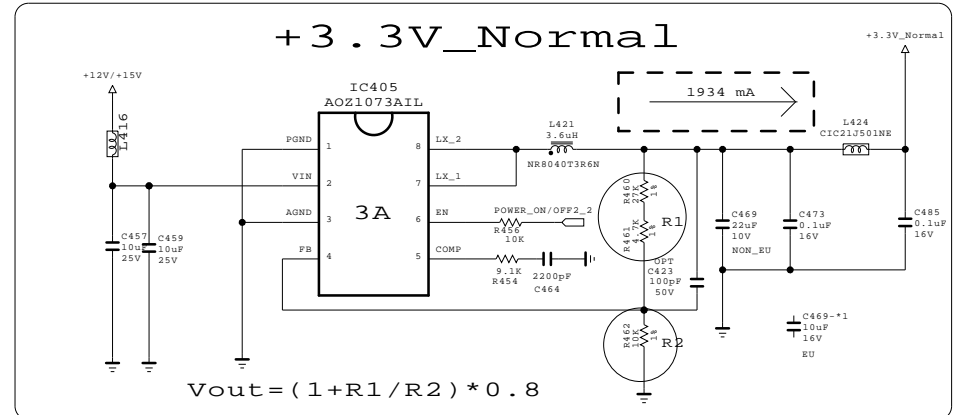 +3.3V_Normal
+3.3V_Normal
+12V/+15V
L416
IC405
AOZ1073AIL
1934 mA
L421
3.6uH
NR8040T3R6N
L424
CIC21J501NE
PGND
1
8
LX_2
VIN
2
7
LX_1
3A
AGND
3
6
EN
FB
4
5
COMP
POWER_ON/OFF2_2
R456
10K
9.1K
R454
2200pF
C464
C457
10uF
25V
C459
10uF
25V
R460
27K
1%
R461
4.7K
1%
R1
OPT
C423
100pF
50V
R462
10K
1%
R2
C469
22uF
10V
NON_EU
C473
0.1uF
16V
C485
0.1uF
16V
C469-*1
10uF
16V
EU
Vout=(1+R1/R2)*0.8